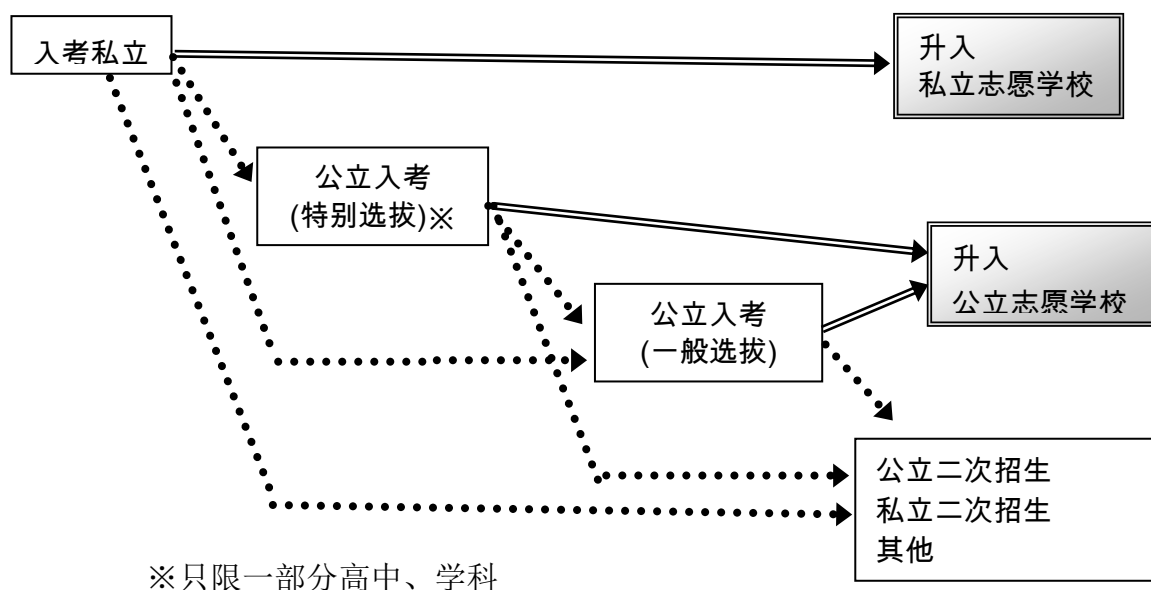 入考私立
升入
私立志愿学校
公立入考
(特别选拔)※
升入
公立志愿学校
公立入考
(一般选拔)
公立二次招生
私立二次招生
其他
※只限一部分高中、学科